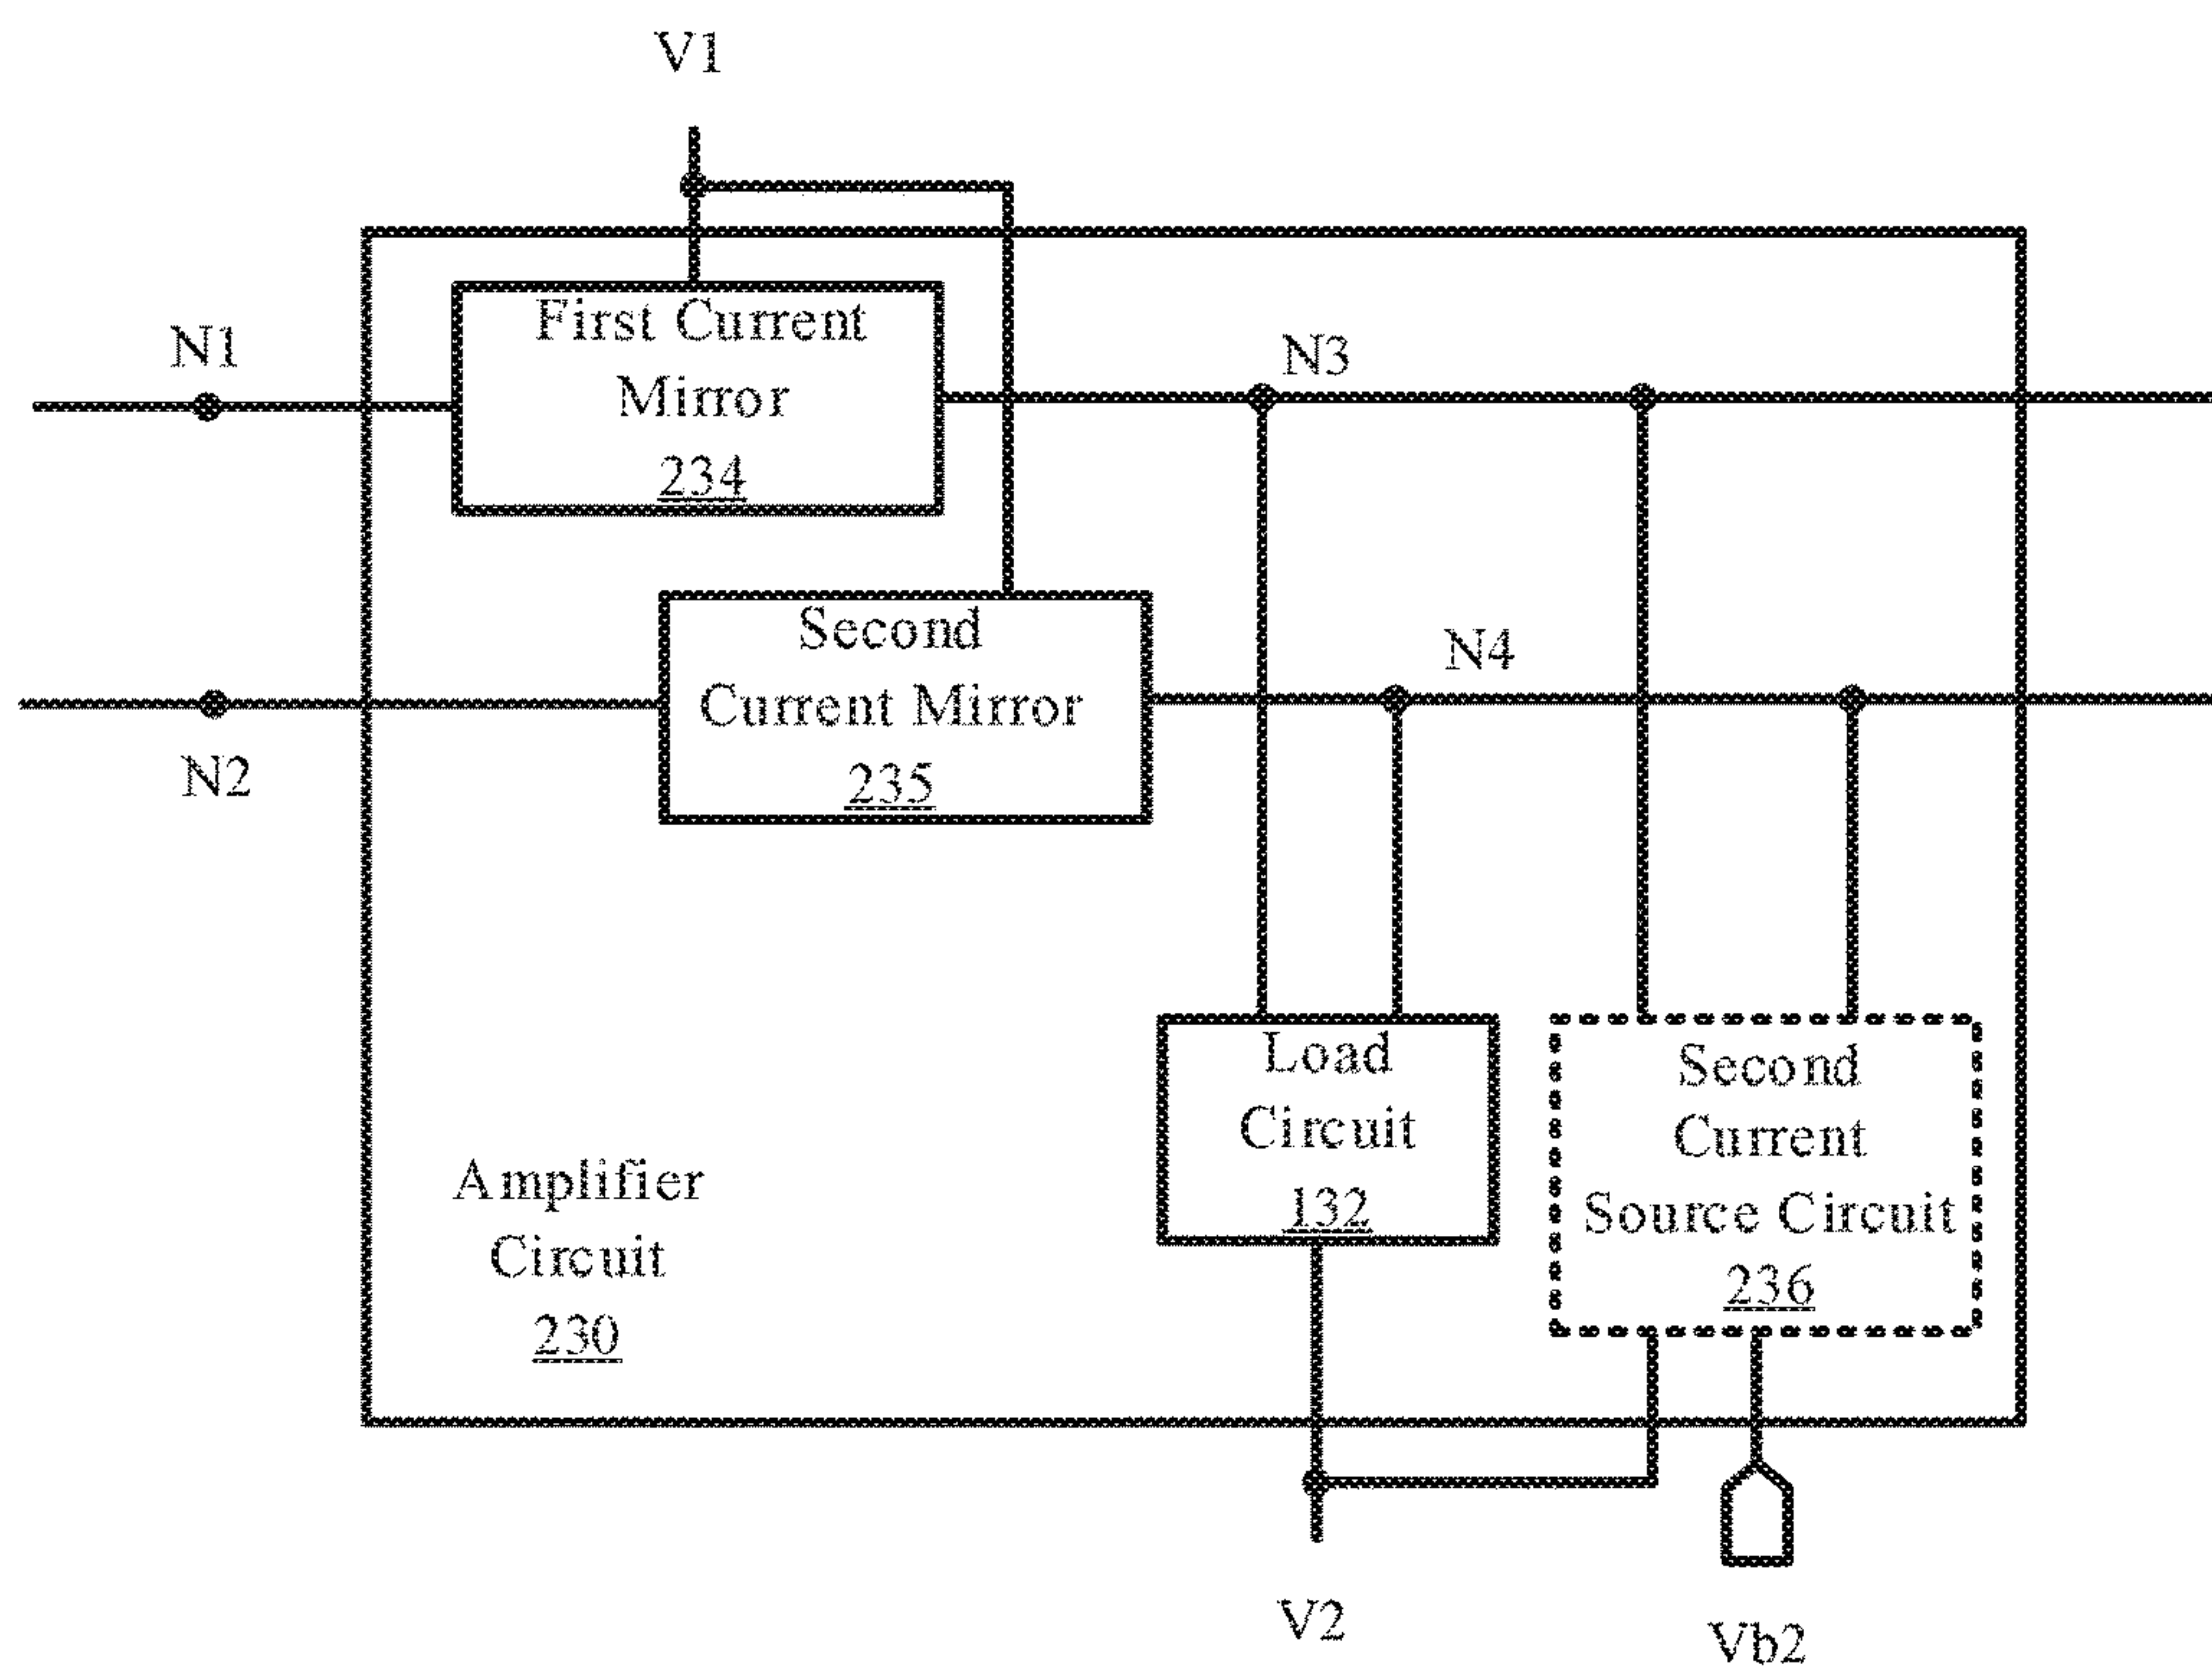 V1
First Current
Mirror
234
N1
N3
Second
Current Mirror
235
N2
N4
Load
Circuit
132
Second
Current
Source Circuit
236
Amplifier
Circuit
230
V2
Vb2